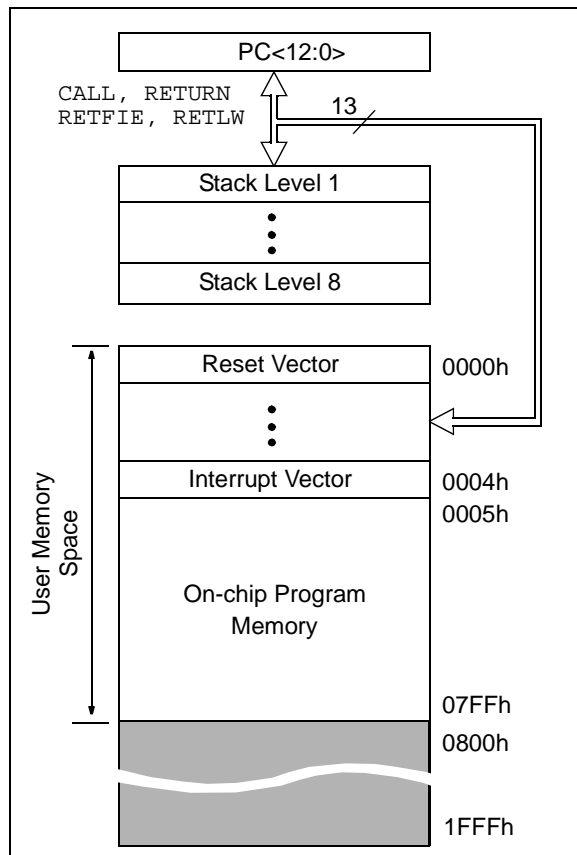 PC<12:0>
CALL, RETURN
RETFIE, RETLW
13
Stack Level 1
Stack Level 8
Reset Vector
0000h
Interrupt Vector
0004h
0005h
User Memory
Space
On-chip Program
Memory
07FFh
0800h
1FFFh